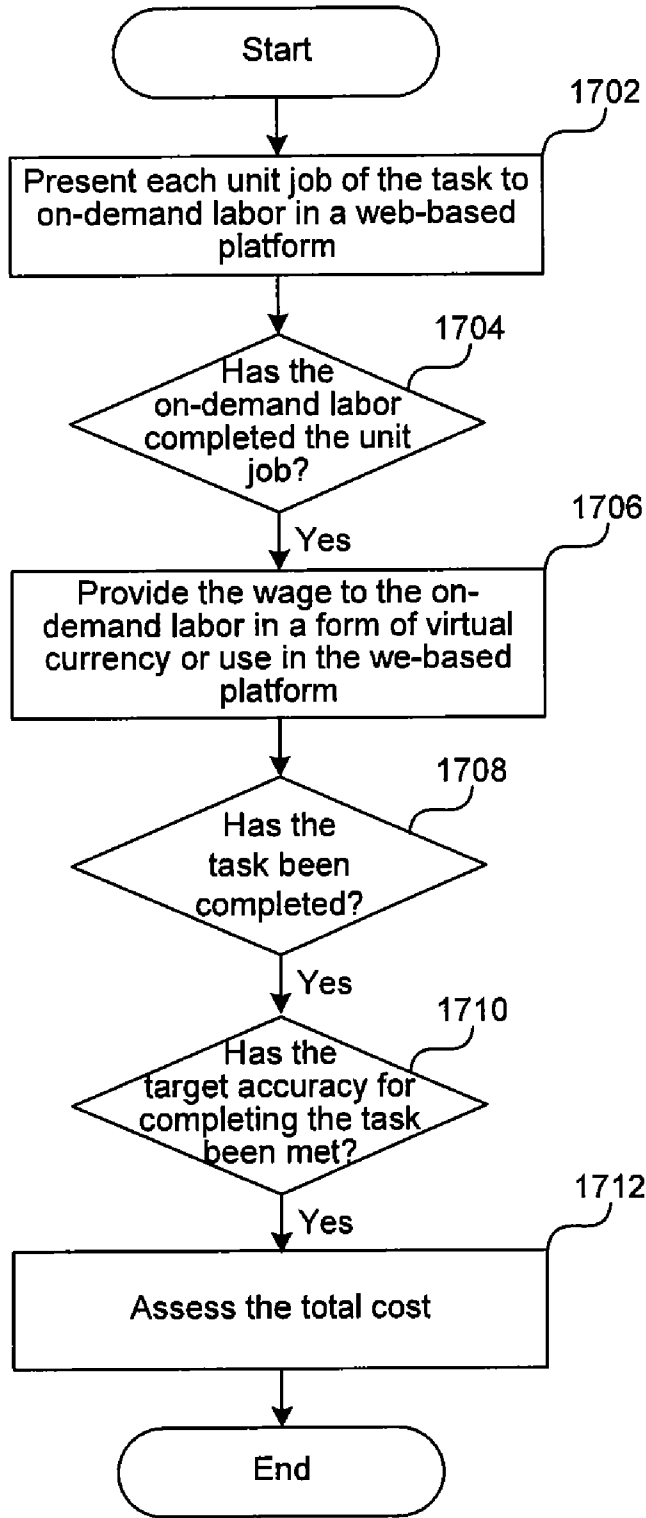 Start
1702
Present each unit job of the task to
on-demand labor in a web-based
platform
1704
Has the
on-demand labor
completed the unit
job?
Yes
1706
Provide the wage to the on-
demand labor in a form of virtual
currency or use in the we-based
platform
1708
Has the
task been
completed?
Yes
1710
Has the
target accuracy for
completing the task
been met?
Yes
1712
Assess the total cost
End